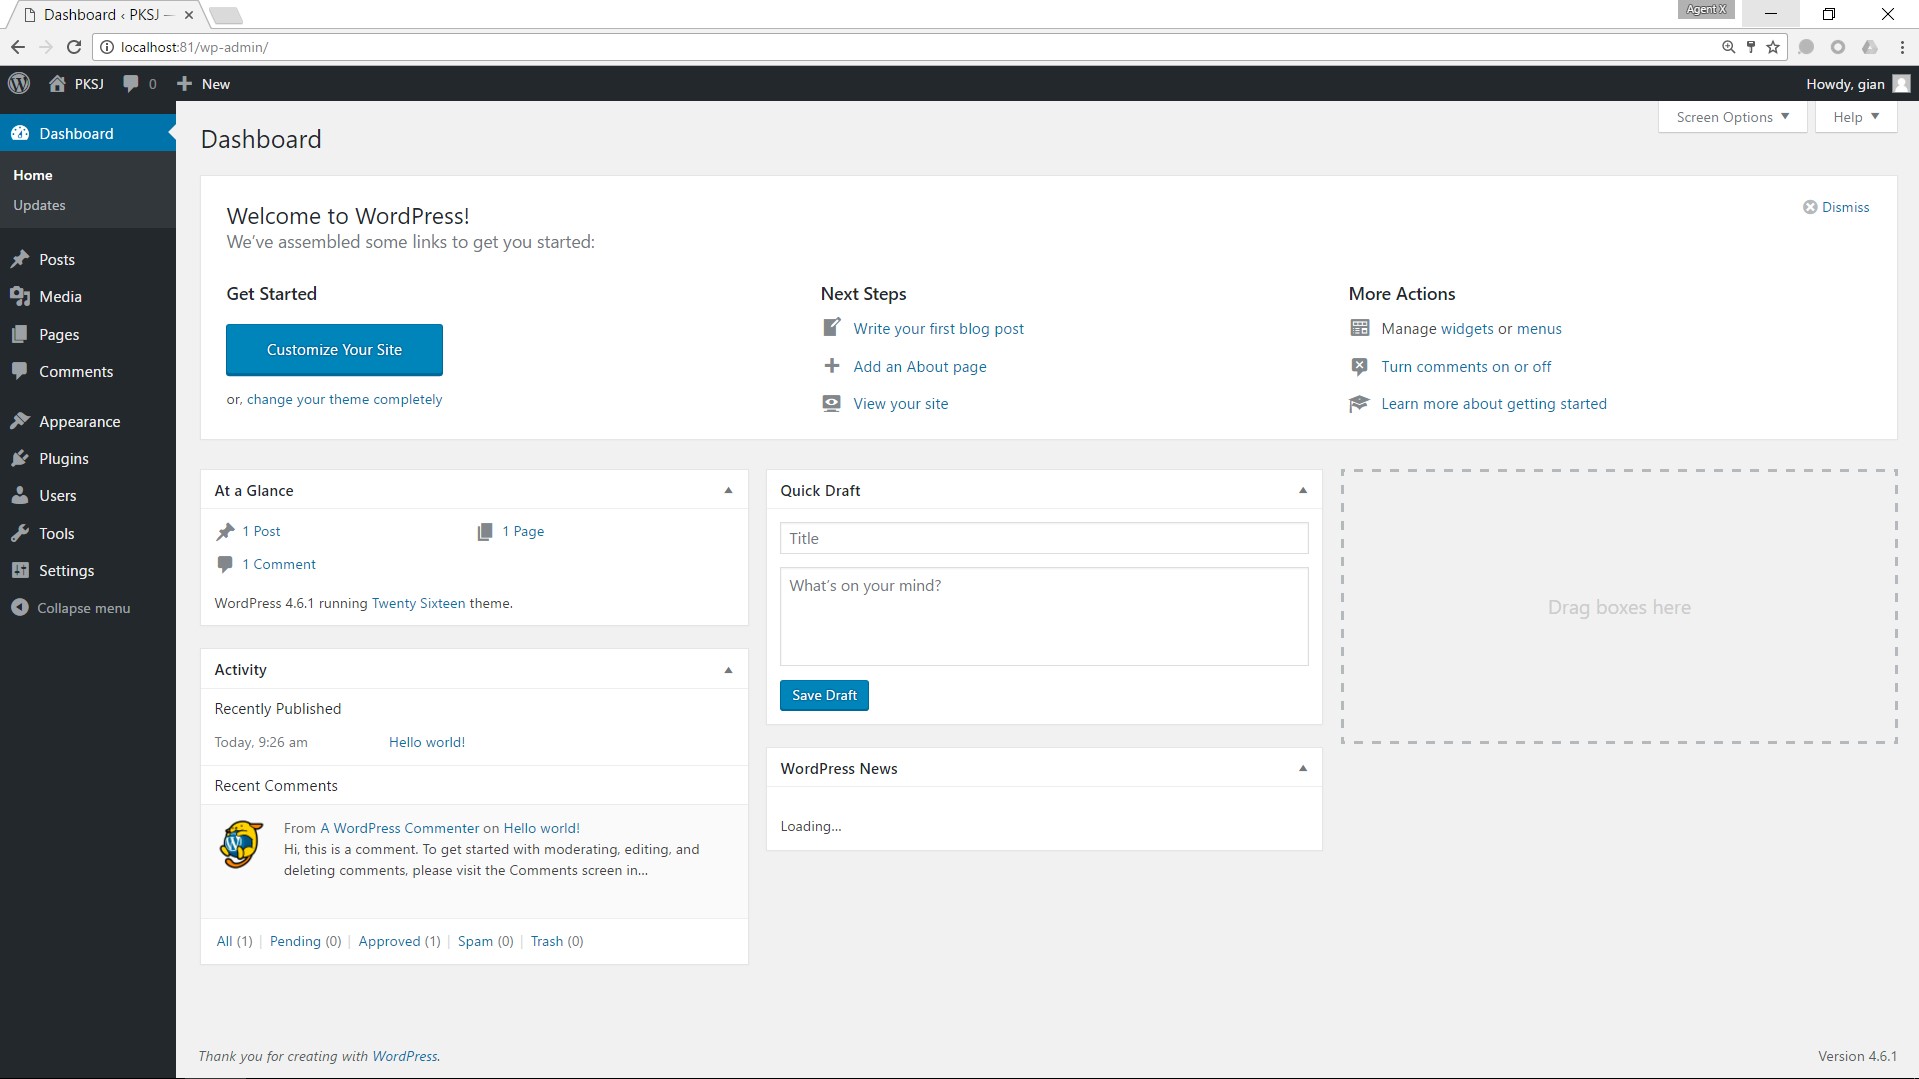 Dashboard ‹ PKSJ —
Agent X
localhost:81/wp-admin/
PKSJ 0 New Howdy, gian
Dashboard
Home
Updates
Posts
Media
Pages
Comments
Appearance
Plugins
Users
Tools
Settings
Collapse menu
Screen Options Help
Dashboard
Welcome to WordPress!
We've assembled some links to get you started:
Dismiss
Get Started
Customize Your Site
or, change your theme completely
Next Steps
Write your first blog post
Add an About page
View your site
More Actions
Manage widgets or menus
Turn comments on or off
Learn more about getting started
At a Glance
1 Post 1 Page
1 Comment
WordPress 4.6.1 running Twenty Sixteen theme.
Activity
Recently Published
Today, 9:26 am Hello world!
Recent Comments
From A WordPress Commenter on Hello world!
Hi, this is a comment. To get started with moderating, editing, and
deleting comments, please visit the Comments screen in...
All (1) | Pending (0) | Approved (1) | Spam (0) | Trash (0)
Quick Draft
Title
What's on your mind?
Save Draft
WordPress News
Loading...
Drag boxes here
Thank you for creating with WordPress.
Version 4.6.1